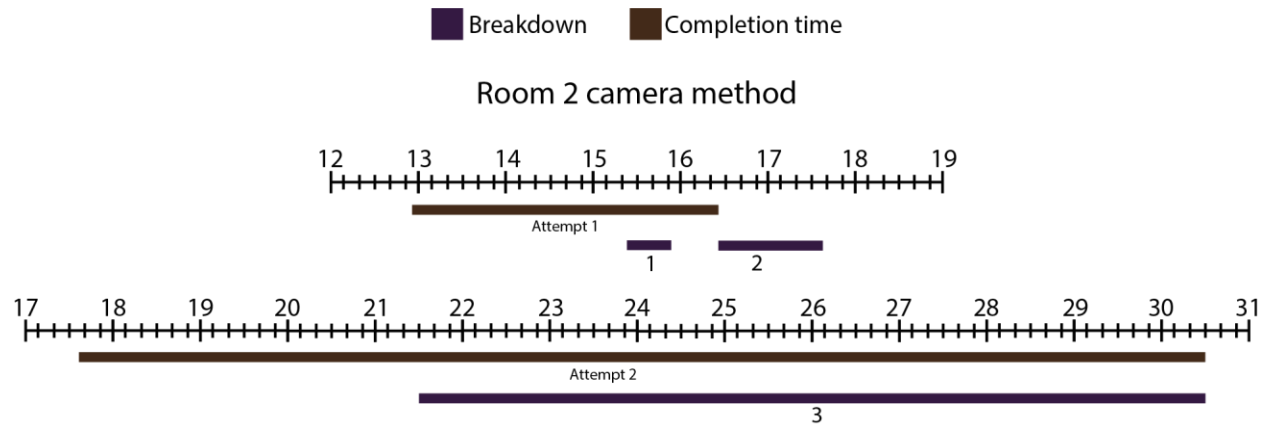 Breakdown Completion time
Room 2 camera method
12 13 14 15 16 17 18 19
Attempt 1
1 2
17 18 19 20 21 22 23 24 25 26 27 28 29 30 31
Attempt 2
3